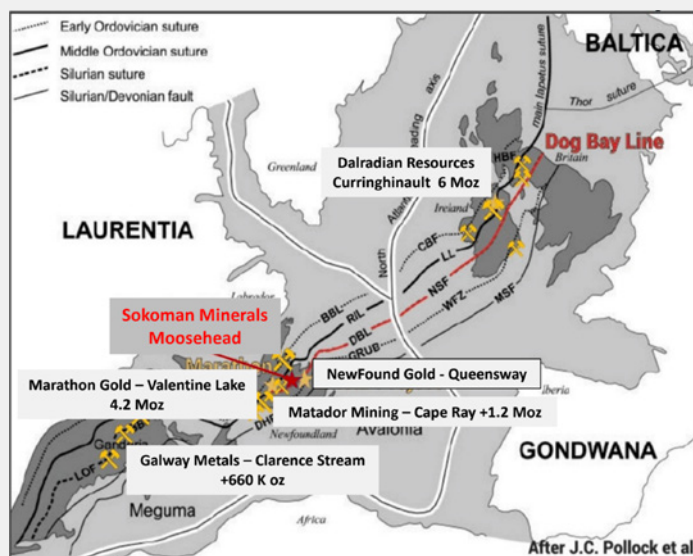 Early Ordovician suture
Middle Ordovician suture
Silurian suture
Silurian/Devonian fault
BALTICA
main Iapetus suture
Thor suture
Dog Bay Line
Britain
HBF
axis
Greenland
Dalradian Resources
Curringhinault 6 Moz
Ireland
LAURENTIA
North
CBF
LL
NSF
WFZ
MSF
BBL
RIL
DBL
GRUB
Labrador
Sokoman Minerals
Moosehead
NewFound Gold - Queensway
Marathon Gold – Valentine Lake
4.2 Moz
Matador Mining – Cape Ray +1.2 Moz
Newfoundland
Avalonia
GONDWANA
Galway Metals – Clarence Stream
+660 K oz
LDF
Meguma
Africa
After J.C. Pollock et al